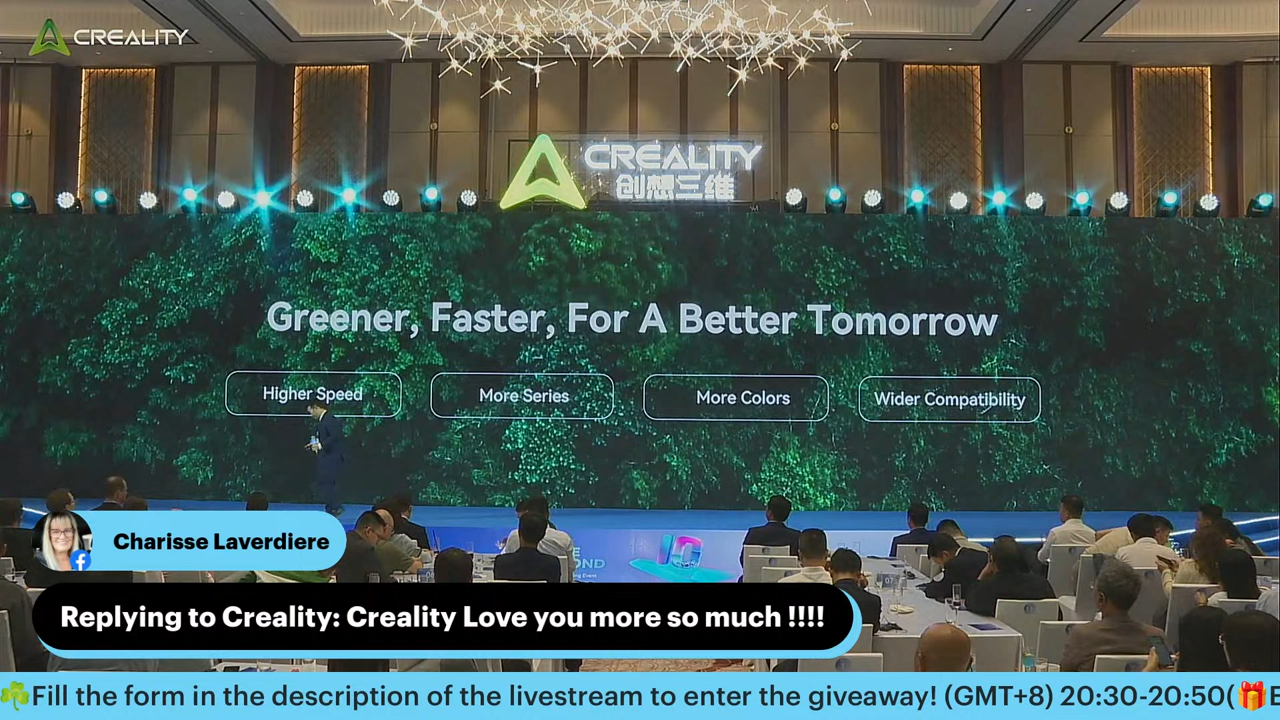 CREALITY
CREALITY
创想三维
Greener, Faster, For A Better Tomorrow
Higher Speed
More Series
More Colors
Wider Compatibility
Charisse Laverdiere
Replying to Creality: Creality Love you more so much !!!!
☘️Fill the form in the description of the livestream to enter the giveaway! (GMT+8) 20:30-20:50(🎁E